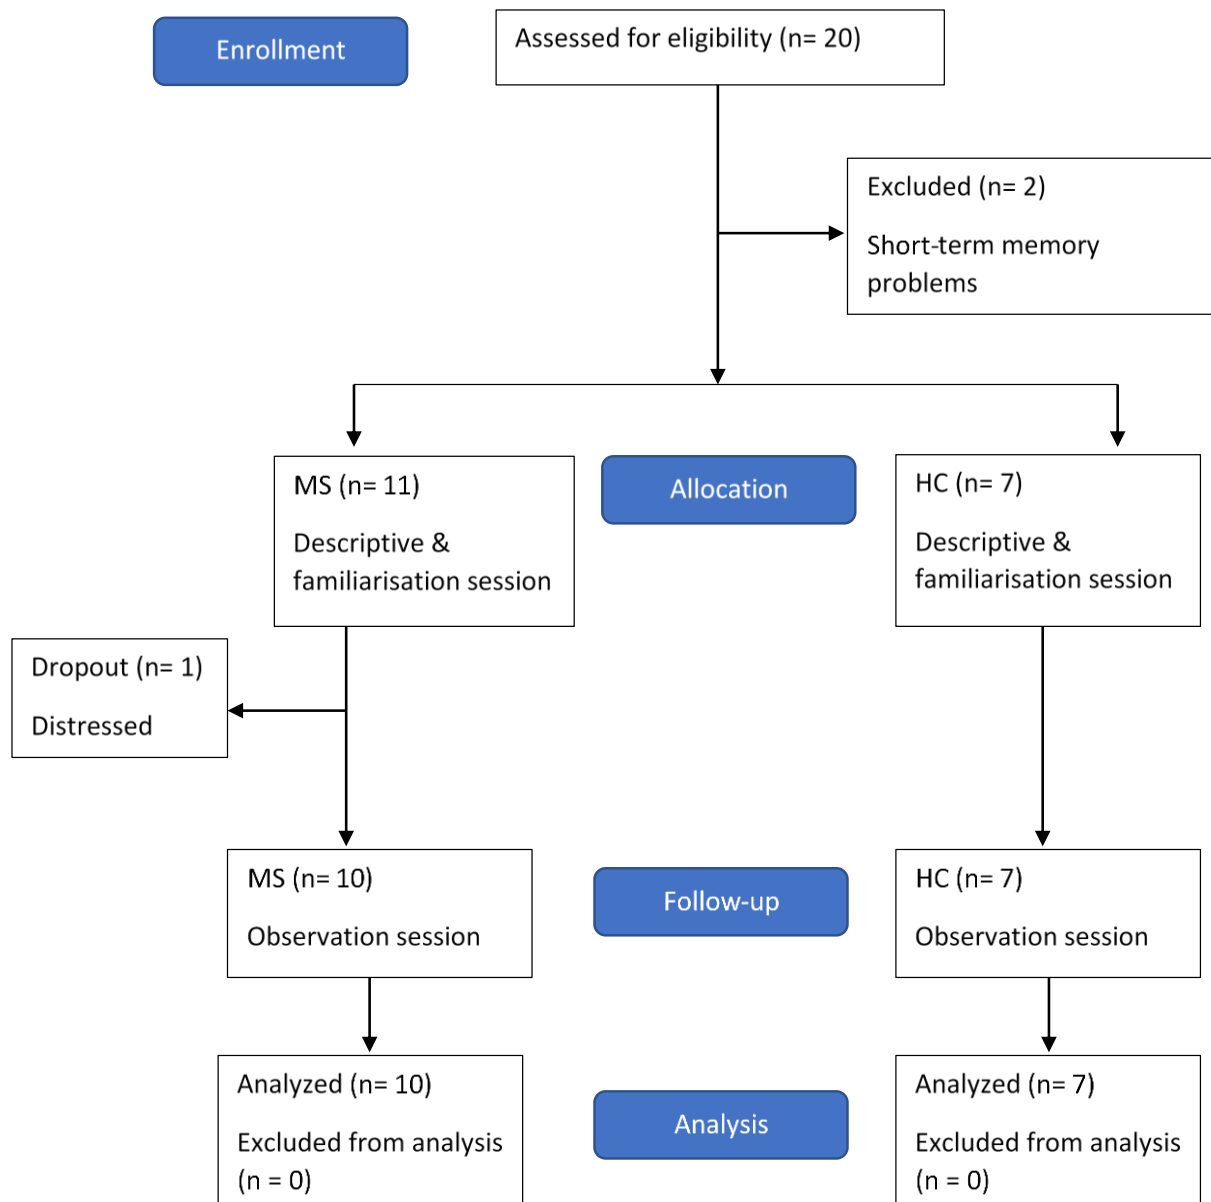 Enrollment
Assessed for eligibility (n= 20)
Excluded (n= 2)
Short-term memory
problems
MS (n= 11)
Descriptive &
familiarisation session
Allocation
HC (n= 7)
Descriptive &
familiarisation session
Dropout (n= 1)
Distressed
MS (n= 10)
Observation session
Follow-up
HC (n= 7)
Observation session
Analyzed (n= 10)
Excluded from analysis
(n = 0)
Analysis
Analyzed (n= 7)
Excluded from analysis
(n = 0)